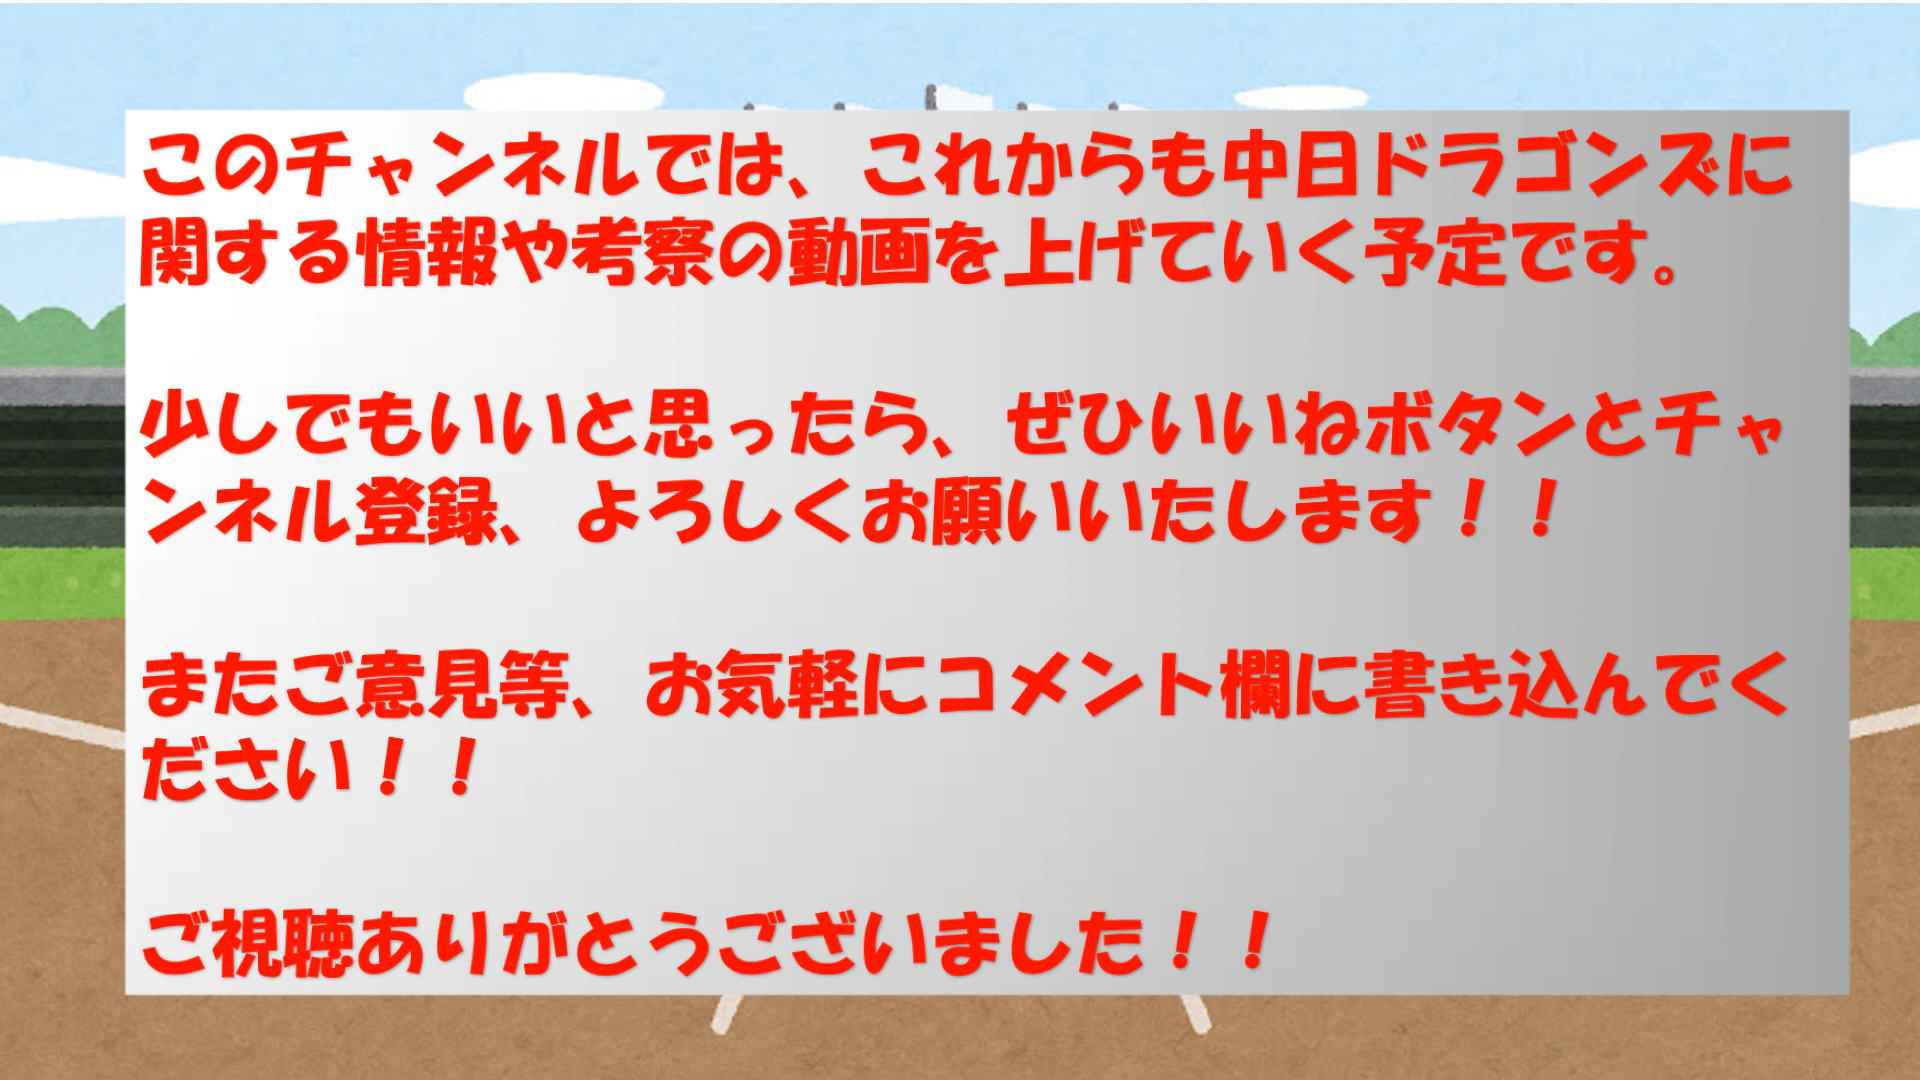 このチャンネルでは、これからも中日ドラゴンズに
関する情報や考察の動画を上げていく予定です。
少しでもいいと思ったら、ぜひいいねボタンとチャ
ンネル登録、よろしくお願いいたします！！
またご意見等、お気軽にコメント欄に書き込んでく
ださい！！
ご視聴ありがとうございました！！